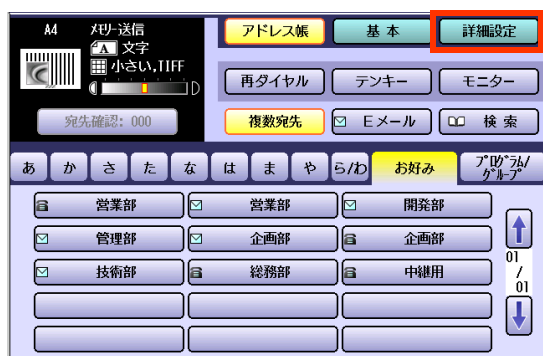 A4 ﾒﾓﾘｰ送信
A 文字
小さい,TIFF
D
宛先確認: 000
アドレス帳 基本 詳細設定
再ダイヤル テンキー モニター
複数宛先 Eメール 検索
あ か さ た な は ま や ら/わ お好み ﾌﾟﾛｸﾞﾗﾑ/
ｸﾞﾙｰﾌﾟ
営業部 営業部 開発部
管理部 企画部 企画部
技術部 総務部 中継用
01
/
01